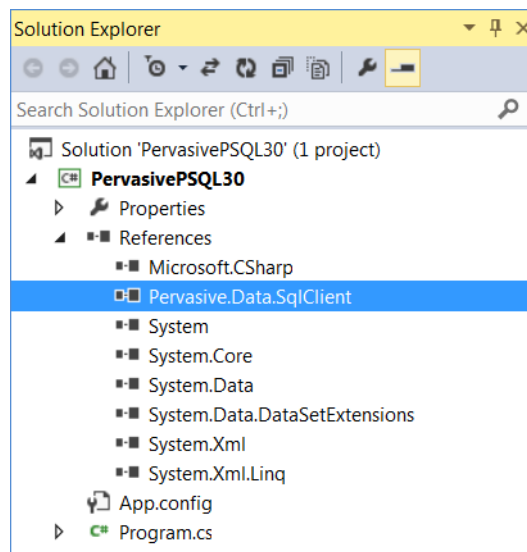 Solution Explorer
Search Solution Explorer (Ctrl+;)
Solution 'PervasivePSQL30' (1 project)
C# PervasivePSQL30
Properties
References
Microsoft.CSharp
Pervasive.Data.SqlClient
System
System.Core
System.Data
System.Data.DataSetExtensions
System.Xml
System.Xml.Linq
App.config
C# Program.cs